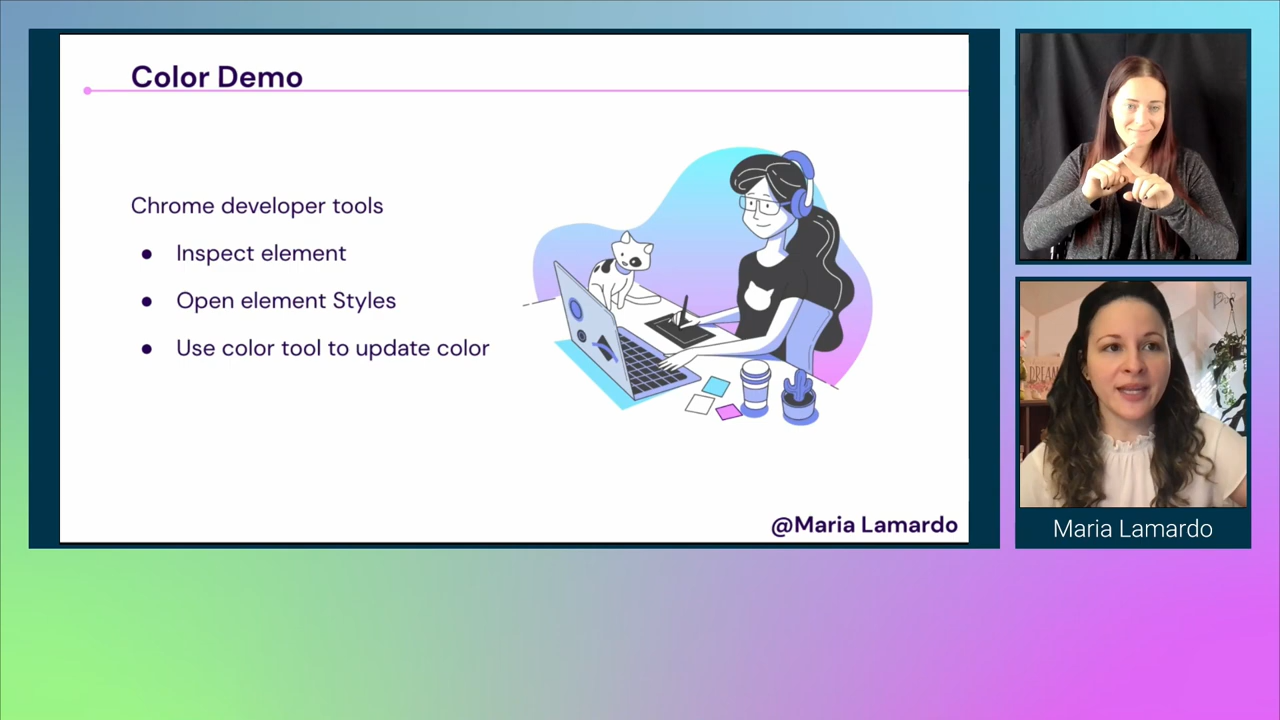 Color Demo
Chrome developer tools
● Inspect element
● Open element Styles
● Use color tool to update color
@Maria Lamardo
DREAM
Maria Lamardo